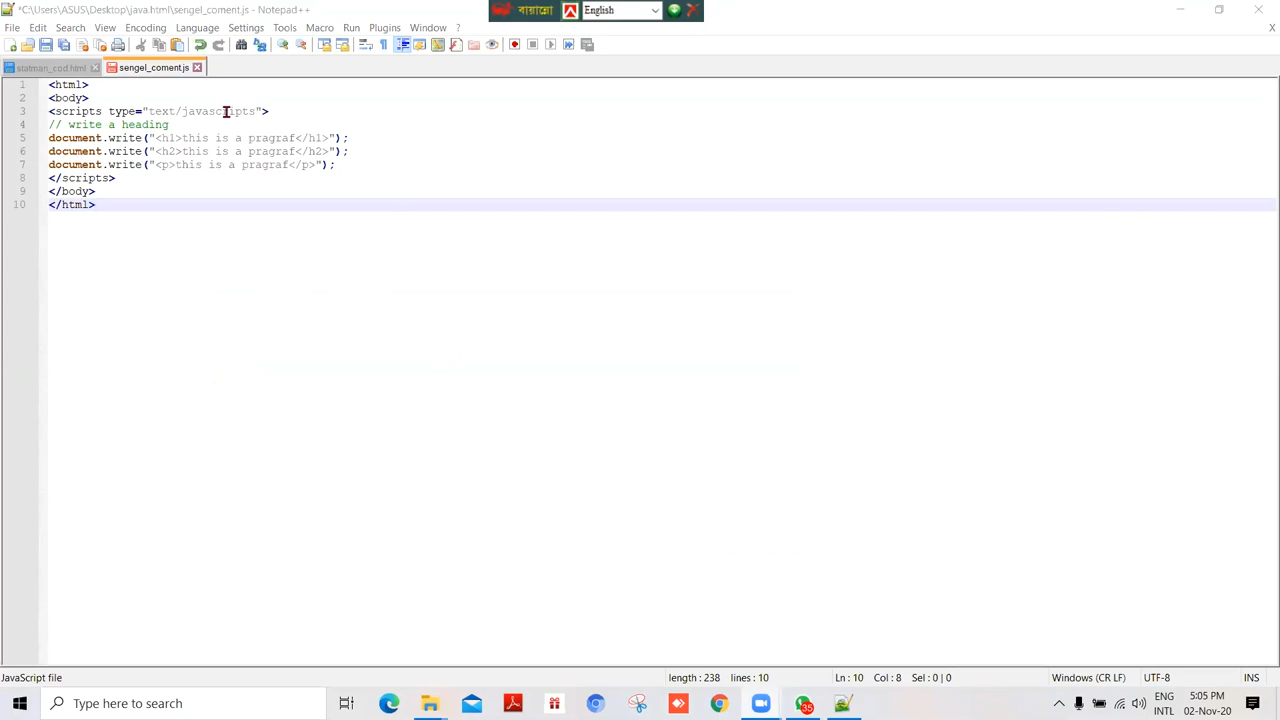 *C:\Users\ASUS\Desktop\java.html\sengel_coment.js - Notepad++
বায়ান্নো English
File Edit Search View Encoding Language Settings Tools Macro Run Plugins Window ? X
statman_cod.html sengel_coment.js
1 <html>
2 <body>
3 <scripts type="text/javascripts">
4 // write a heading
5 document.write("<h1>this is a pragraf</h1>");
6 document.write("<h2>this is a pragraf</h2>");
7 document.write("<p>this is a pragraf</p>");
8 </scripts>
9 </body>
10 </html>
JavaScript file length : 238 lines : 10 Ln : 10 Col : 8 Sel : 0 | 0 Windows (CR LF) UTF-8 INS
Type here to search 35 ENG 5:05 PM
INTL 02-Nov-20